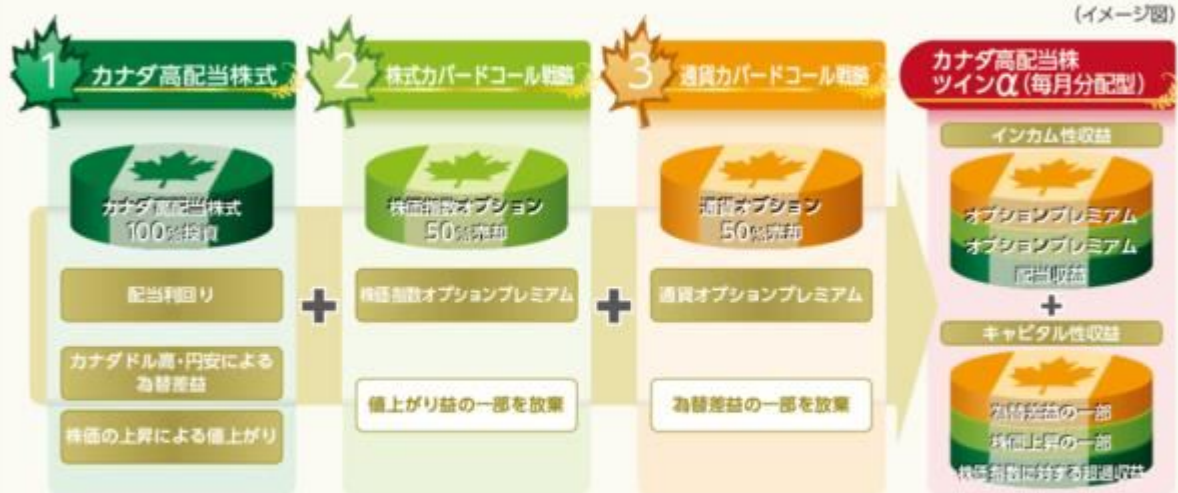 (イメージ図)
1
カナダ高配当株式
カナダ高配当株式
100%投資
配当利回り
カナダドル高・円安による
為替差益
株価の上昇による値上がり
+
2
株式カバードコール戦略
株価指数オプション
50%売却
株価指数オプションプレミアム
値上がり益の一部を放棄
+
3
通貨カバードコール戦略
通貨オプション
50%売却
通貨オプションプレミアム
為替差益の一部を放棄
カナダ高配当株
ツインα(毎月分配型)
インカム性収益
オプションプレミアム
オプションプレミアム
配当収益
+
キャピタル性収益
為替差益の一部
株価上昇の一部
株価指数に対する超過収益